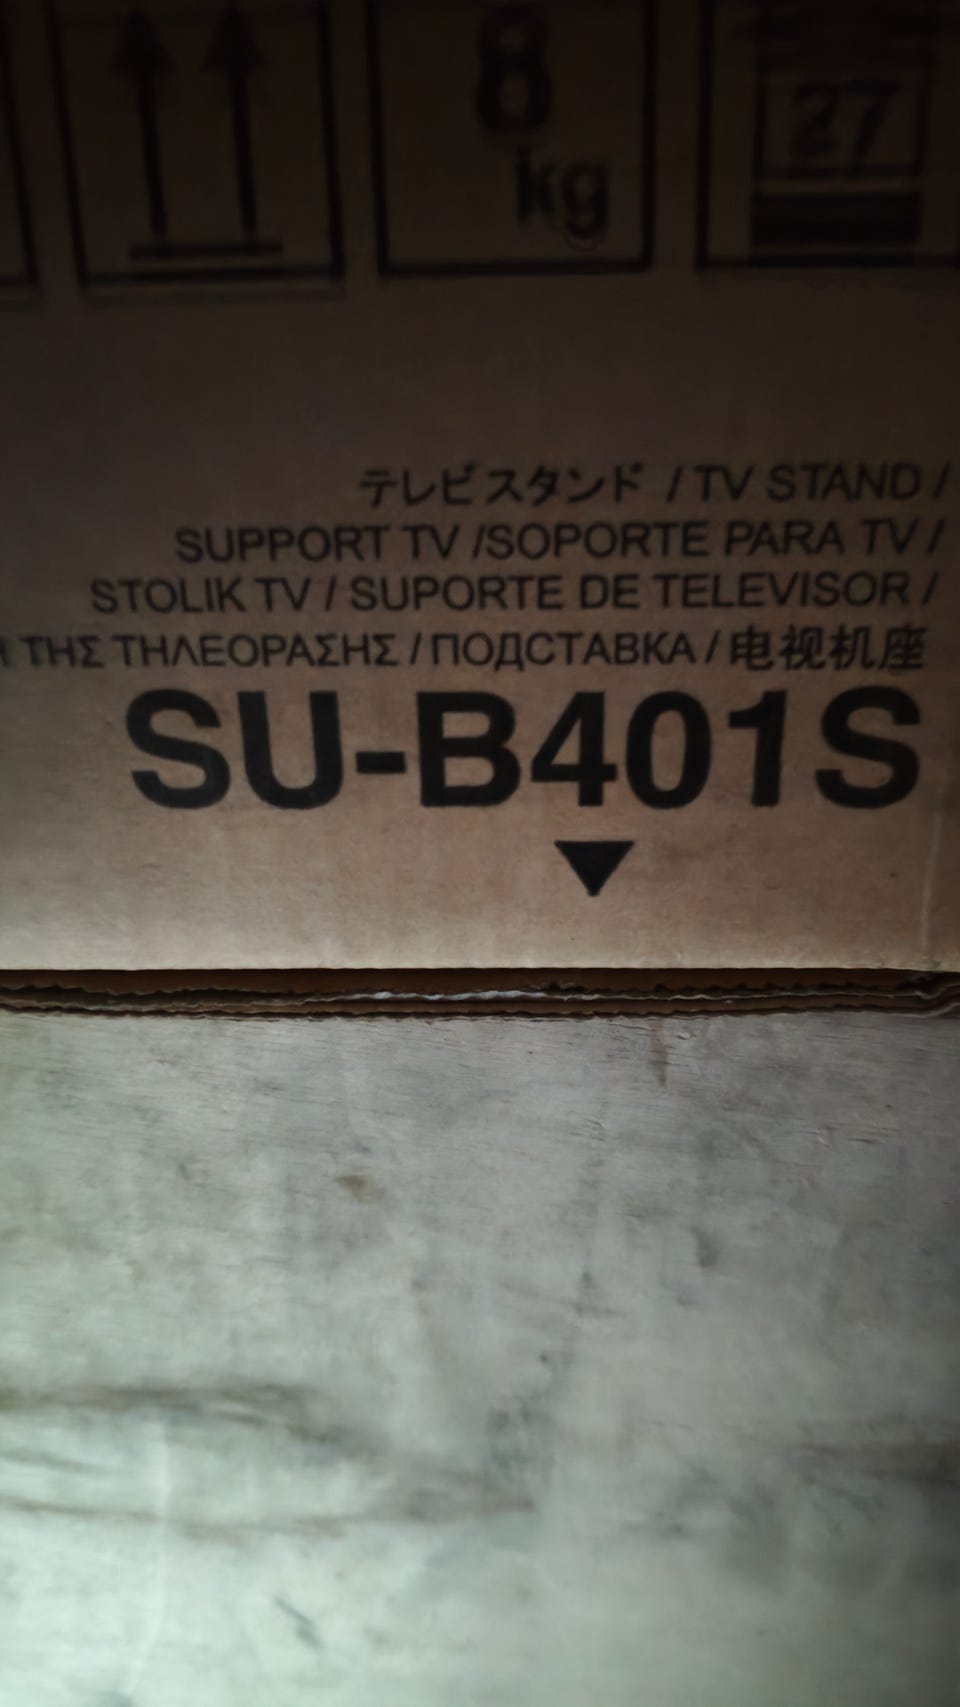 8
kg
27
テレビスタンド / TV STAND /
SUPPORT TV /SOPORTE PARA TV /
STOLIK TV / SUPORTE DE TELEVISOR /
ΤΗΣ ΤΗΛΕΟΡΑΣΗΣ / ПОДСТАВКА / 电视机座
SU-B401S